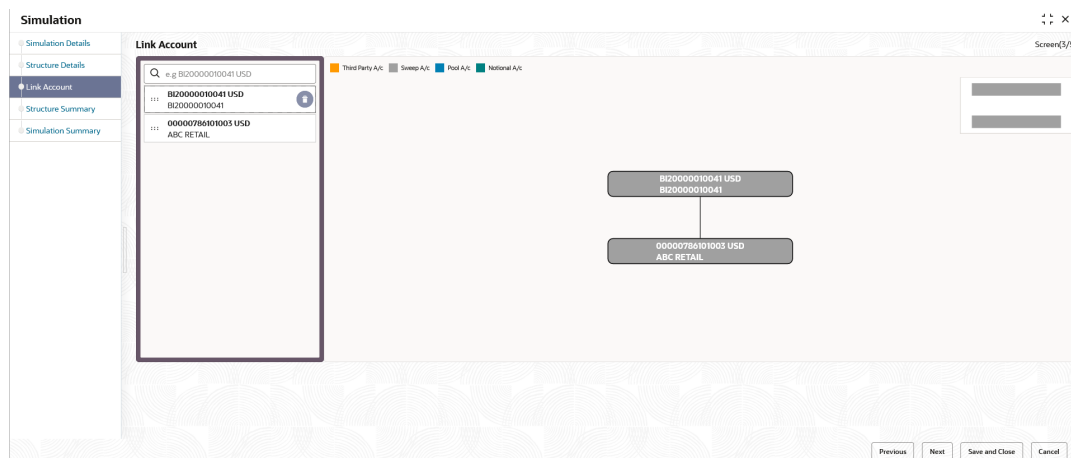 Simulation
Simulation Details
Structure Details
Link Account
Structure Summary
Simulation Summary
Link Account
Screen(3/5
e.g BI20000010041 USD
BI20000010041 USD
BI20000010041
00000786101003 USD
ABC RETAIL
Third Party A/c Sweep A/c Pool A/c Notional A/c
BI20000010041 USD
BI20000010041
00000786101003 USD
ABC RETAIL
Previous Next Save and Close Cancel